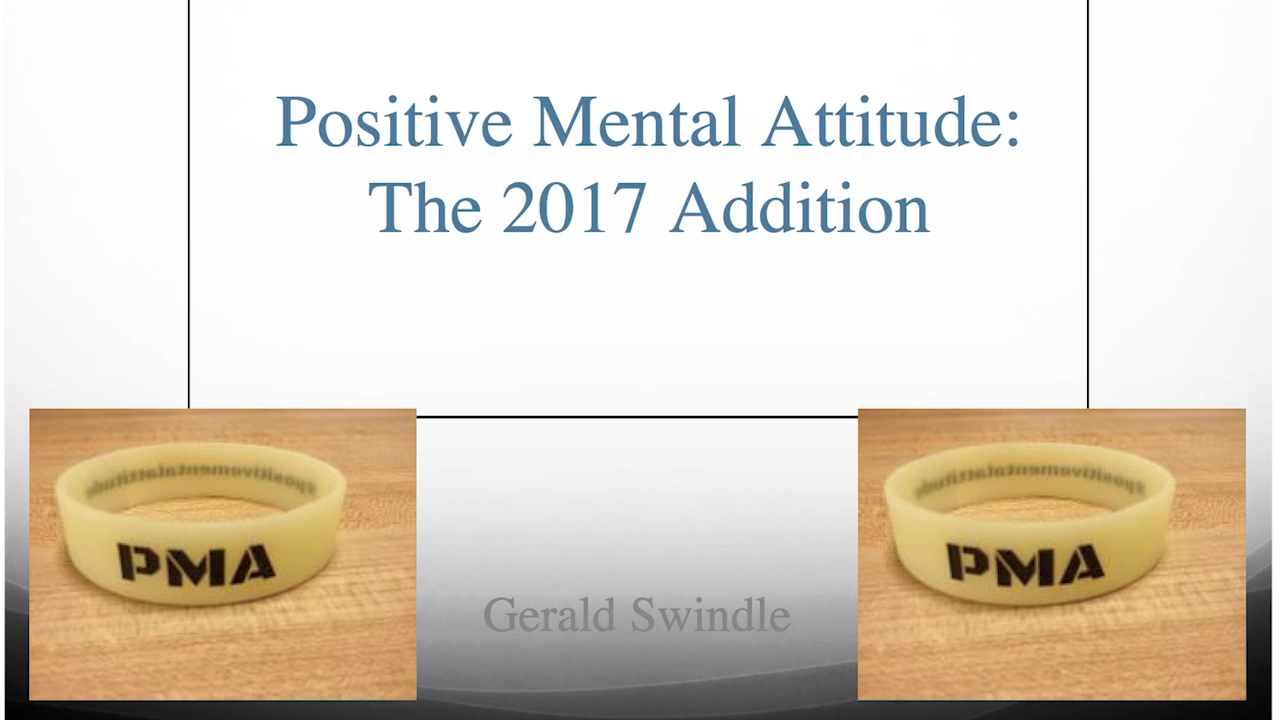 Positive Mental Attitude:
The 2017 Addition
PMA
PMA
Gerald Swindle